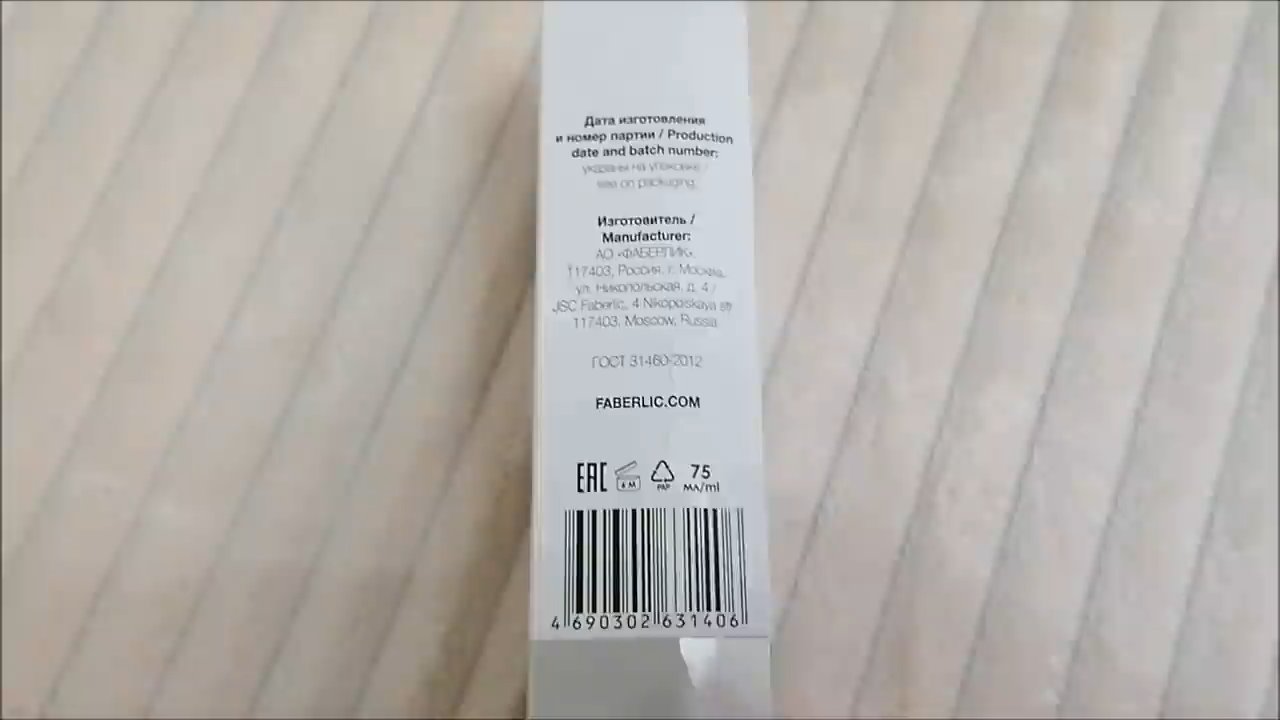 Дата изготовления
и номер партии / Production
date and batch number:
указаны на упаковке /
see on packaging.
Изготовитель /
Manufacturer:
АО «ФАБЕРЛИК»,
117403, Россия, г. Москва,
ул. Никопольская, д. 4 /
JSC Faberlic, 4 Nikopolskaya str.
117403, Moscow, Russia
ГОСТ 31460-2012
FABERLIC.COM
EAC 6 M PAP 75
МЛ/ml
4 690302 631406